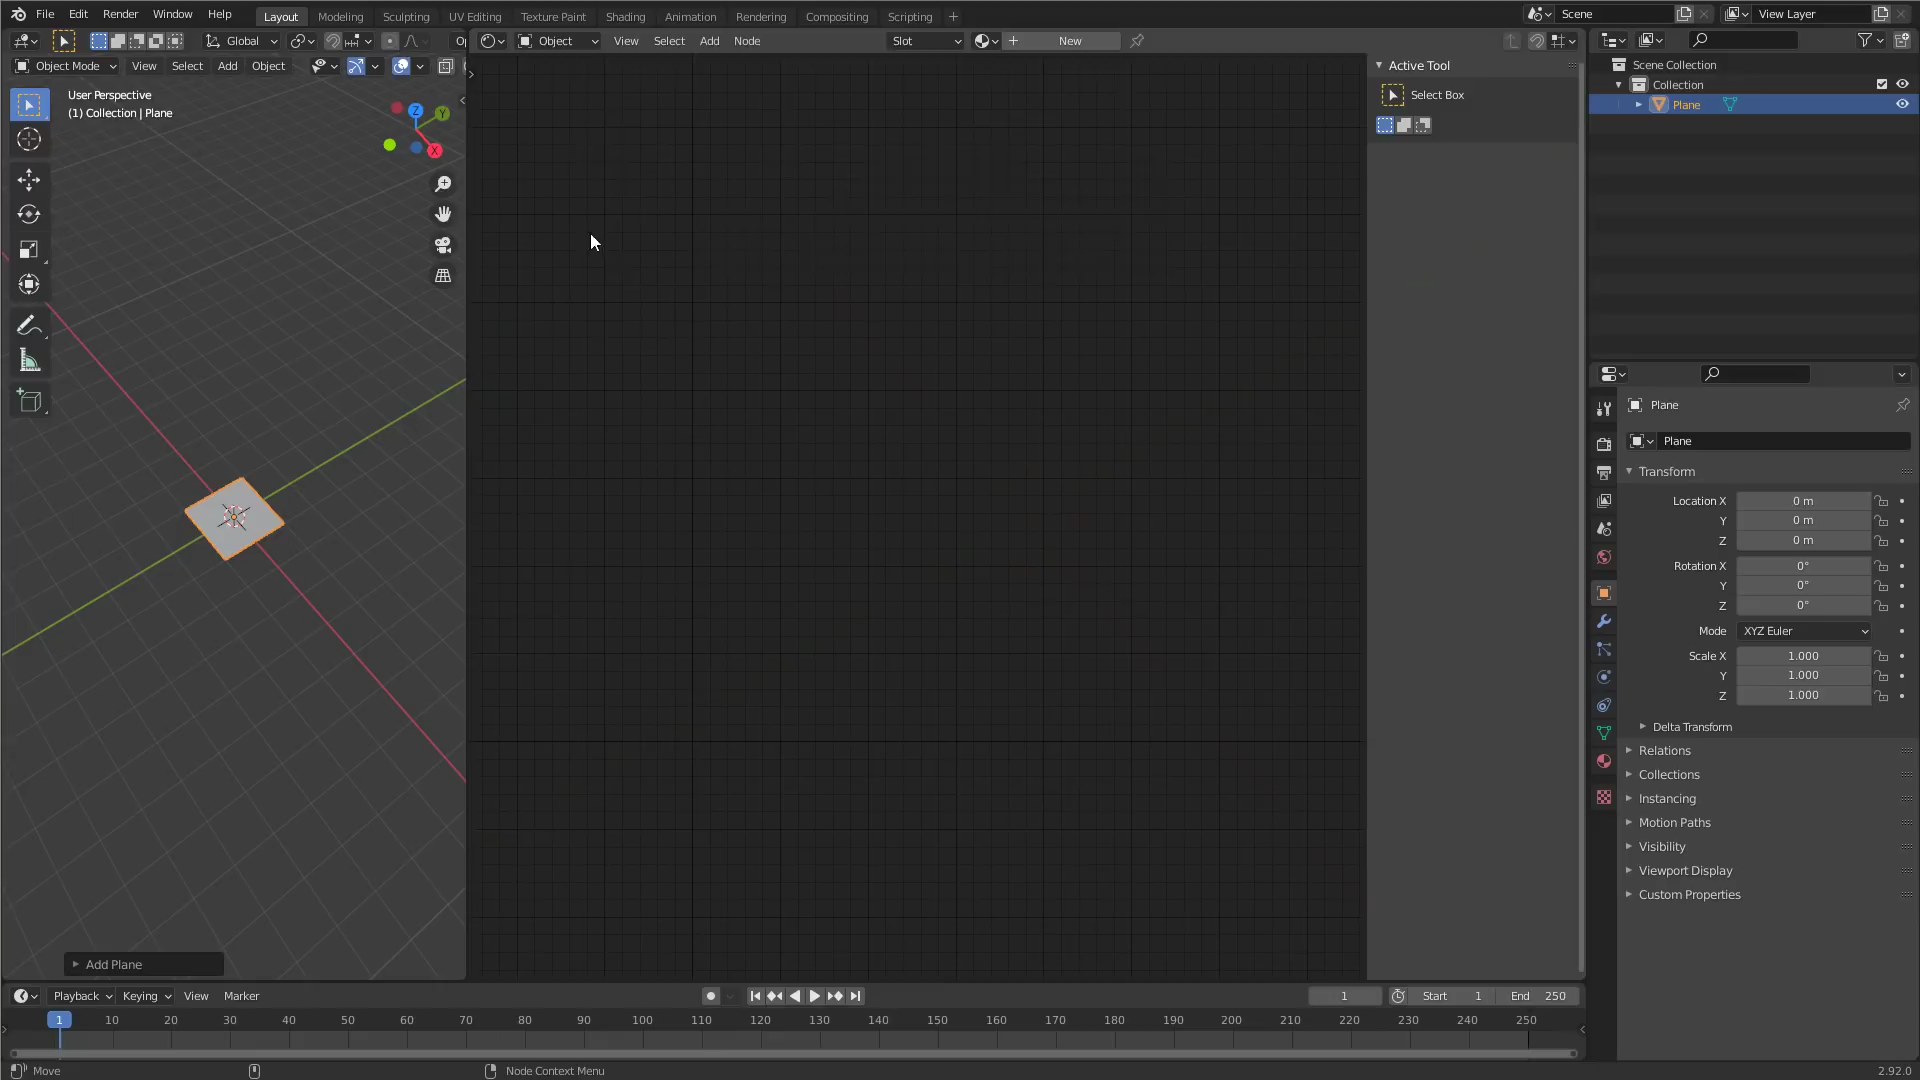 File Edit Render Window Help Layout Modeling Sculpting UV Editing Texture Paint Shading Animation Rendering Compositing Scripting + Scene View Layer
Global Op Object View Select Add Node Slot New
Object Mode View Select Add Object
User Perspective
(1) Collection | Plane
Z
Y
X
Active Tool
Select Box
Scene Collection
Collection
Plane
Plane
Plane
Transform
Location X 0 m
Y 0 m
Z 0 m
Rotation X 0°
Y 0°
Z 0°
Mode XYZ Euler
Scale X 1.000
Y 1.000
Z 1.000
Delta Transform
Relations
Collections
Instancing
Motion Paths
Visibility
Viewport Display
Custom Properties
Add Plane
Playback Keying View Marker 1 Start 1 End 250
1 10 20 30 40 50 60 70 80 90 100 110 120 130 140 150 160 170 180 190 200 210 220 230 240 250
Move Node Context Menu 2.92.0